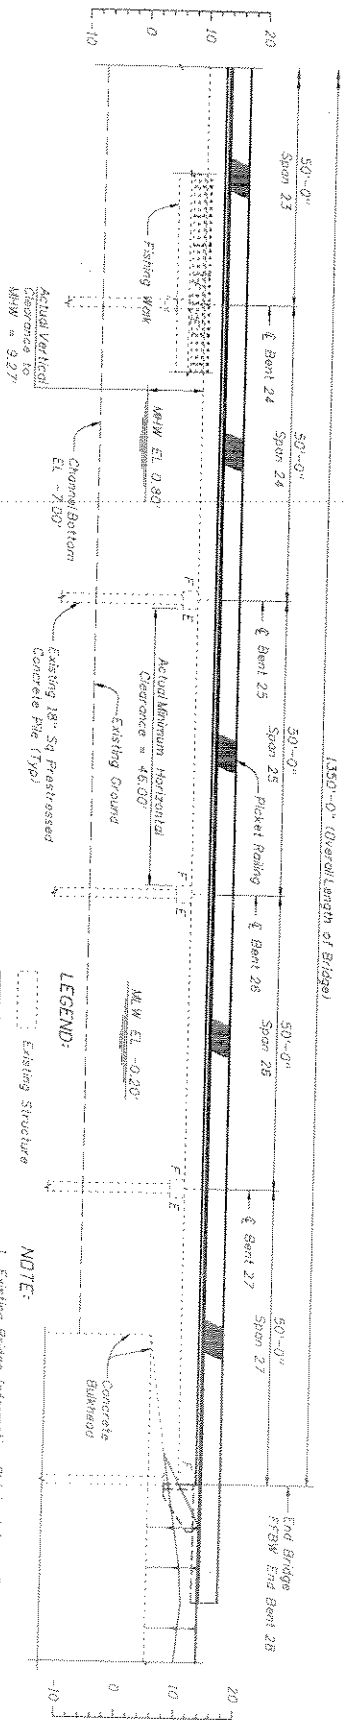 1350'-0" (Overall Length of Bridge)
50'-0"
Span 23
50'-0"
Span 24
50'-0"
Span 25
50'-0"
Span 26
50'-0"
Span 27
℄ Bent 24
℄ Bent 25
℄ Bent 26
℄ Bent 27
End Bridge
FFBW End Bent 28
Picket Railing
20
10
0
-10
20
10
0
-10
Fishing Walk
MHW EL 0.80'
Actual Vertical
Clearance to
MHW = 9.27'
Channel Bottom
EL -7.00'
F
E
F
E
F
E
F
Actual Minimum Horizontal
Clearance = 46.00'
Existing Ground
Existing 18" Sq Prestressed
Concrete Pile (Typ)
MLW EL -0.20'
Concrete
Bulkhead
LEGEND:
Existing Structure
NOTE: